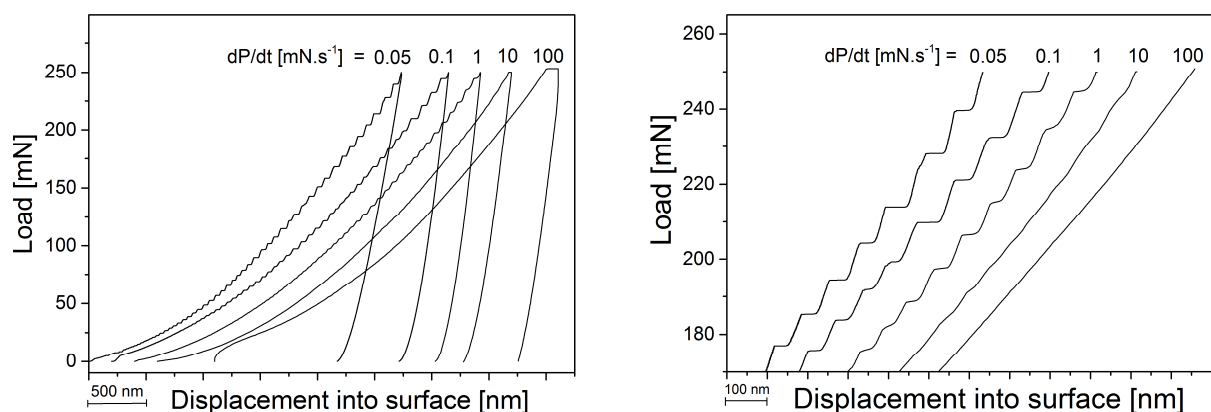 dP/dt [mN.s⁻¹] = 0.05 0.1 1 10 100
250
200
150
100
50
0
Load [mN]
500 nm
Displacement into surface [nm]
260
240
220
200
180
dP/dt [mN.s⁻¹] = 0.05 0.1 1 10 100
Load [mN]
100 nm
Displacement into surface [nm]